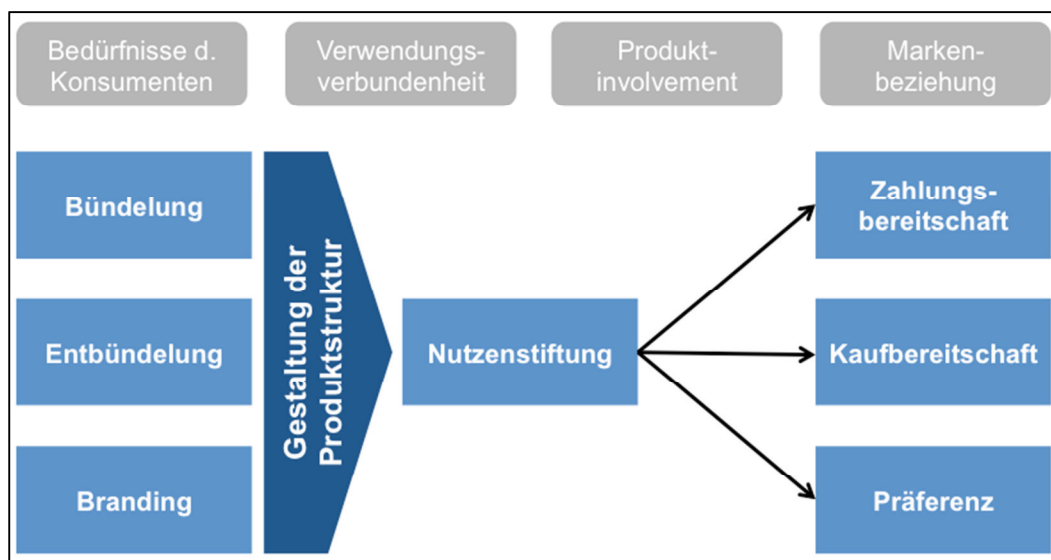 Bedürfnisse d.
Konsumenten
Verwendungs-
verbundenheit
Produkt-
involvement
Marken-
beziehung
Bündelung
Entbündelung
Branding
Gestaltung der
Produktstruktur
Nutzenstiftung
Zahlungs-
bereitschaft
Kaufbereitschaft
Präferenz